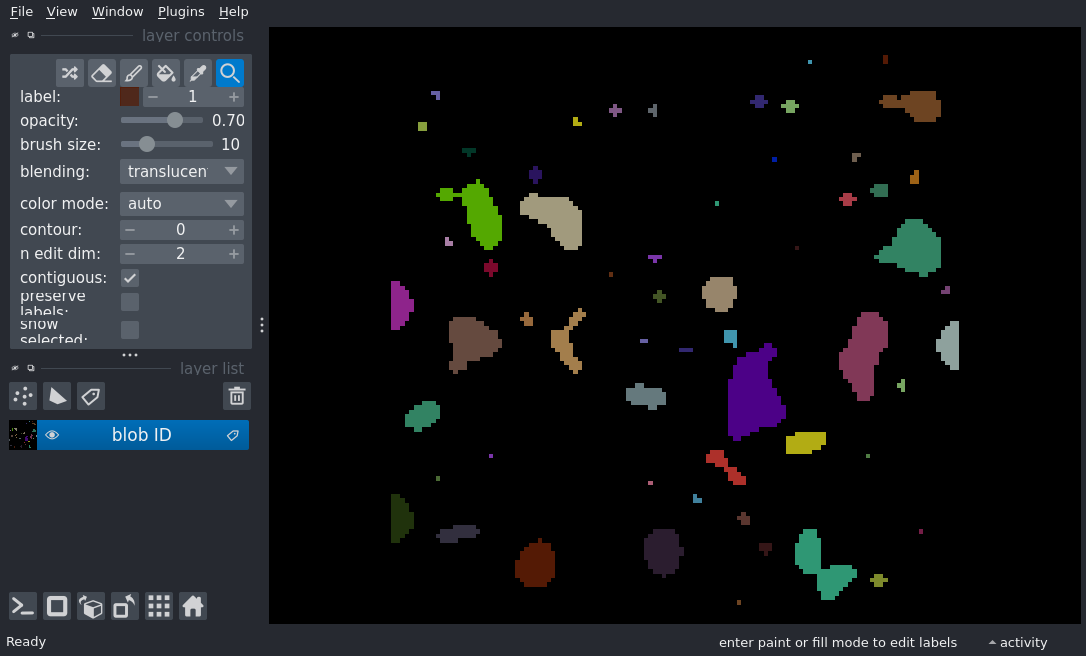 File View Window Plugins Help
layer controls
label: 1
opacity: 0.70
brush size: 10
blending: translucen
color mode: auto
contour: 0
n edit dim: 2
contiguous:
preserve
labels:
show
selected:
layer list
blob ID
Ready enter paint or fill mode to edit labels activity